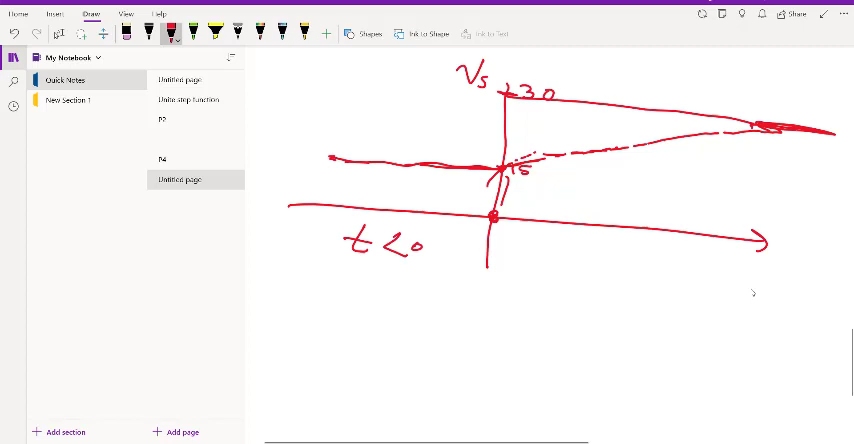 Home Insert Draw View Help
Share
Shapes Ink to Shape Ink to Text
My Notebook
Quick Notes
New Section 1
Untitled page
Unite step function
P2
P4
Untitled page
Vs
30
15
t<0
Add section
Add page